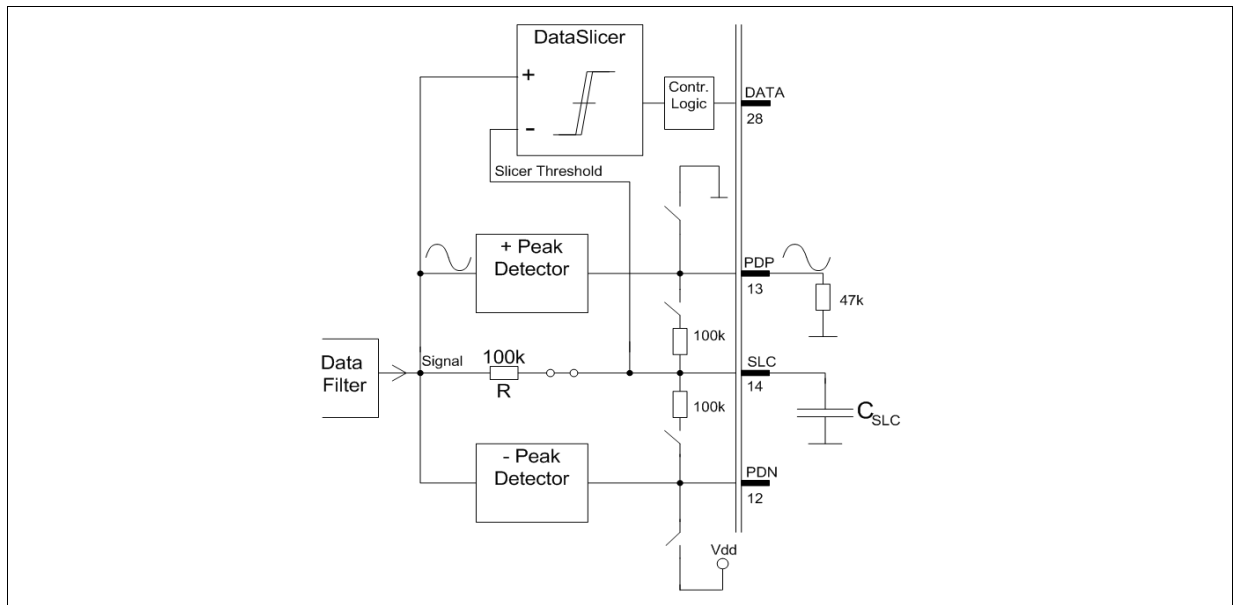 DataSlicer
+
-
Contr.
Logic
DATA
28
Slicer Threshold
+ Peak
Detector
PDP
13
47k
100k
Data
Filter
Signal
100k
R
SLC
14
100k
C SLC
- Peak
Detector
PDN
12
Vdd